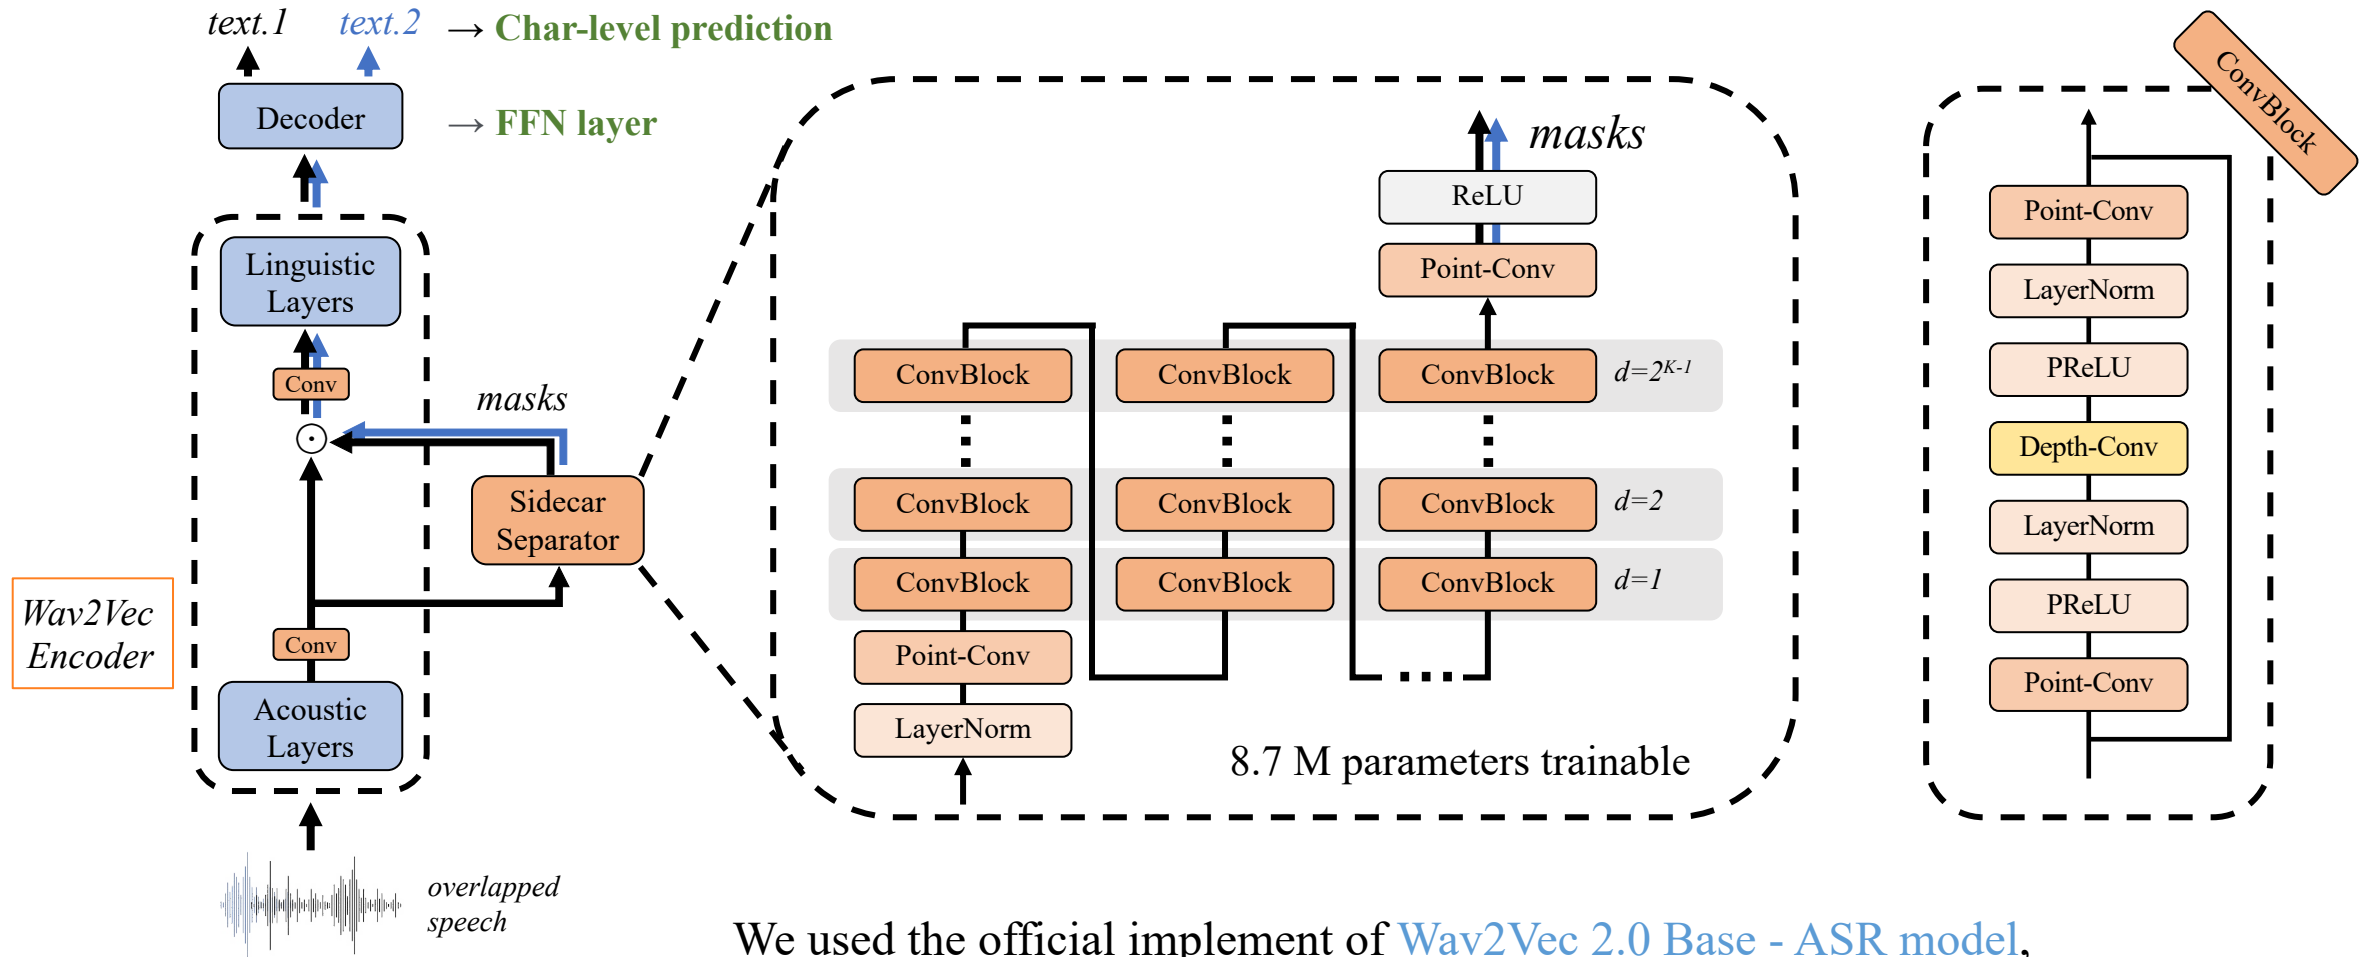 text.1 text.2 → Char-level prediction
Decoder → FFN layer
Linguistic
Layers
Conv
masks
Sidecar
Separator
Wav2Vec
Encoder
Conv
Acoustic
Layers
overlapped
speech
masks
ReLU
Point-Conv
ConvBlock ConvBlock ConvBlock d=2^{K-1}
ConvBlock ConvBlock ConvBlock d=2
ConvBlock ConvBlock ConvBlock d=1
Point-Conv
LayerNorm
8.7 M parameters trainable
ConvBlock
Point-Conv
LayerNorm
PReLU
Depth-Conv
LayerNorm
PReLU
Point-Conv
We used the official implement of Wav2Vec 2.0 Base - ASR model,